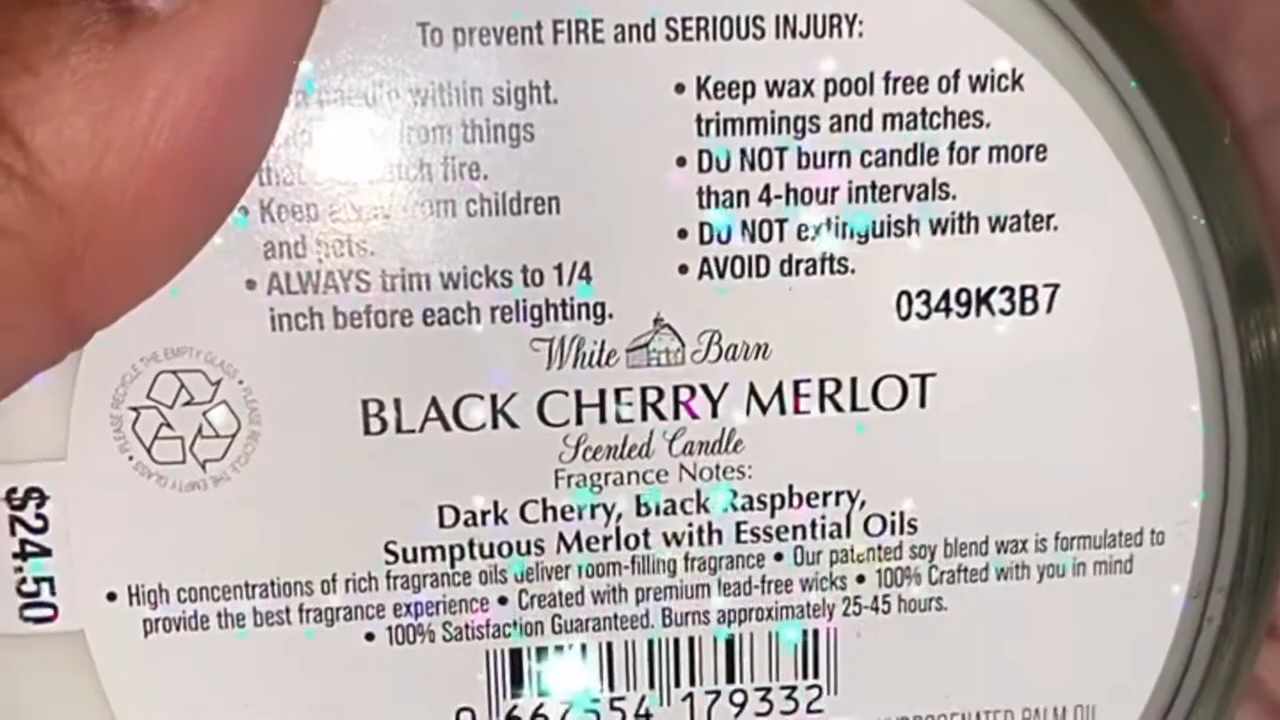 To prevent FIRE and SERIOUS INJURY:
within sight.
from things
that catch fire.
• Keep away from children
and pets.
• ALWAYS trim wicks to 1/4
inch before each relighting.
• Keep wax pool free of wick
trimmings and matches.
• DO NOT burn candle for more
than 4-hour intervals.
• DO NOT extinguish with water.
• AVOID drafts.
0349K3B7
White Barn
BLACK CHERRY MERLOT
Scented Candle
Fragrance Notes:
Dark Cherry, Black Raspberry,
Sumptuous Merlot with Essential Oils
• High concentrations of rich fragrance oils deliver room-filling fragrance • Our patented soy blend wax is formulated to
provide the best fragrance experience • Created with premium lead-free wicks • 100% Crafted with you in mind
• 100% Satisfaction Guaranteed. Burns approximately 25-45 hours.
PLEASE RECYCLE THE EMPTY GLASS • PLEASE RECYCLE THE EMPTY GLASS •
$24.50
179332
PALM OIL